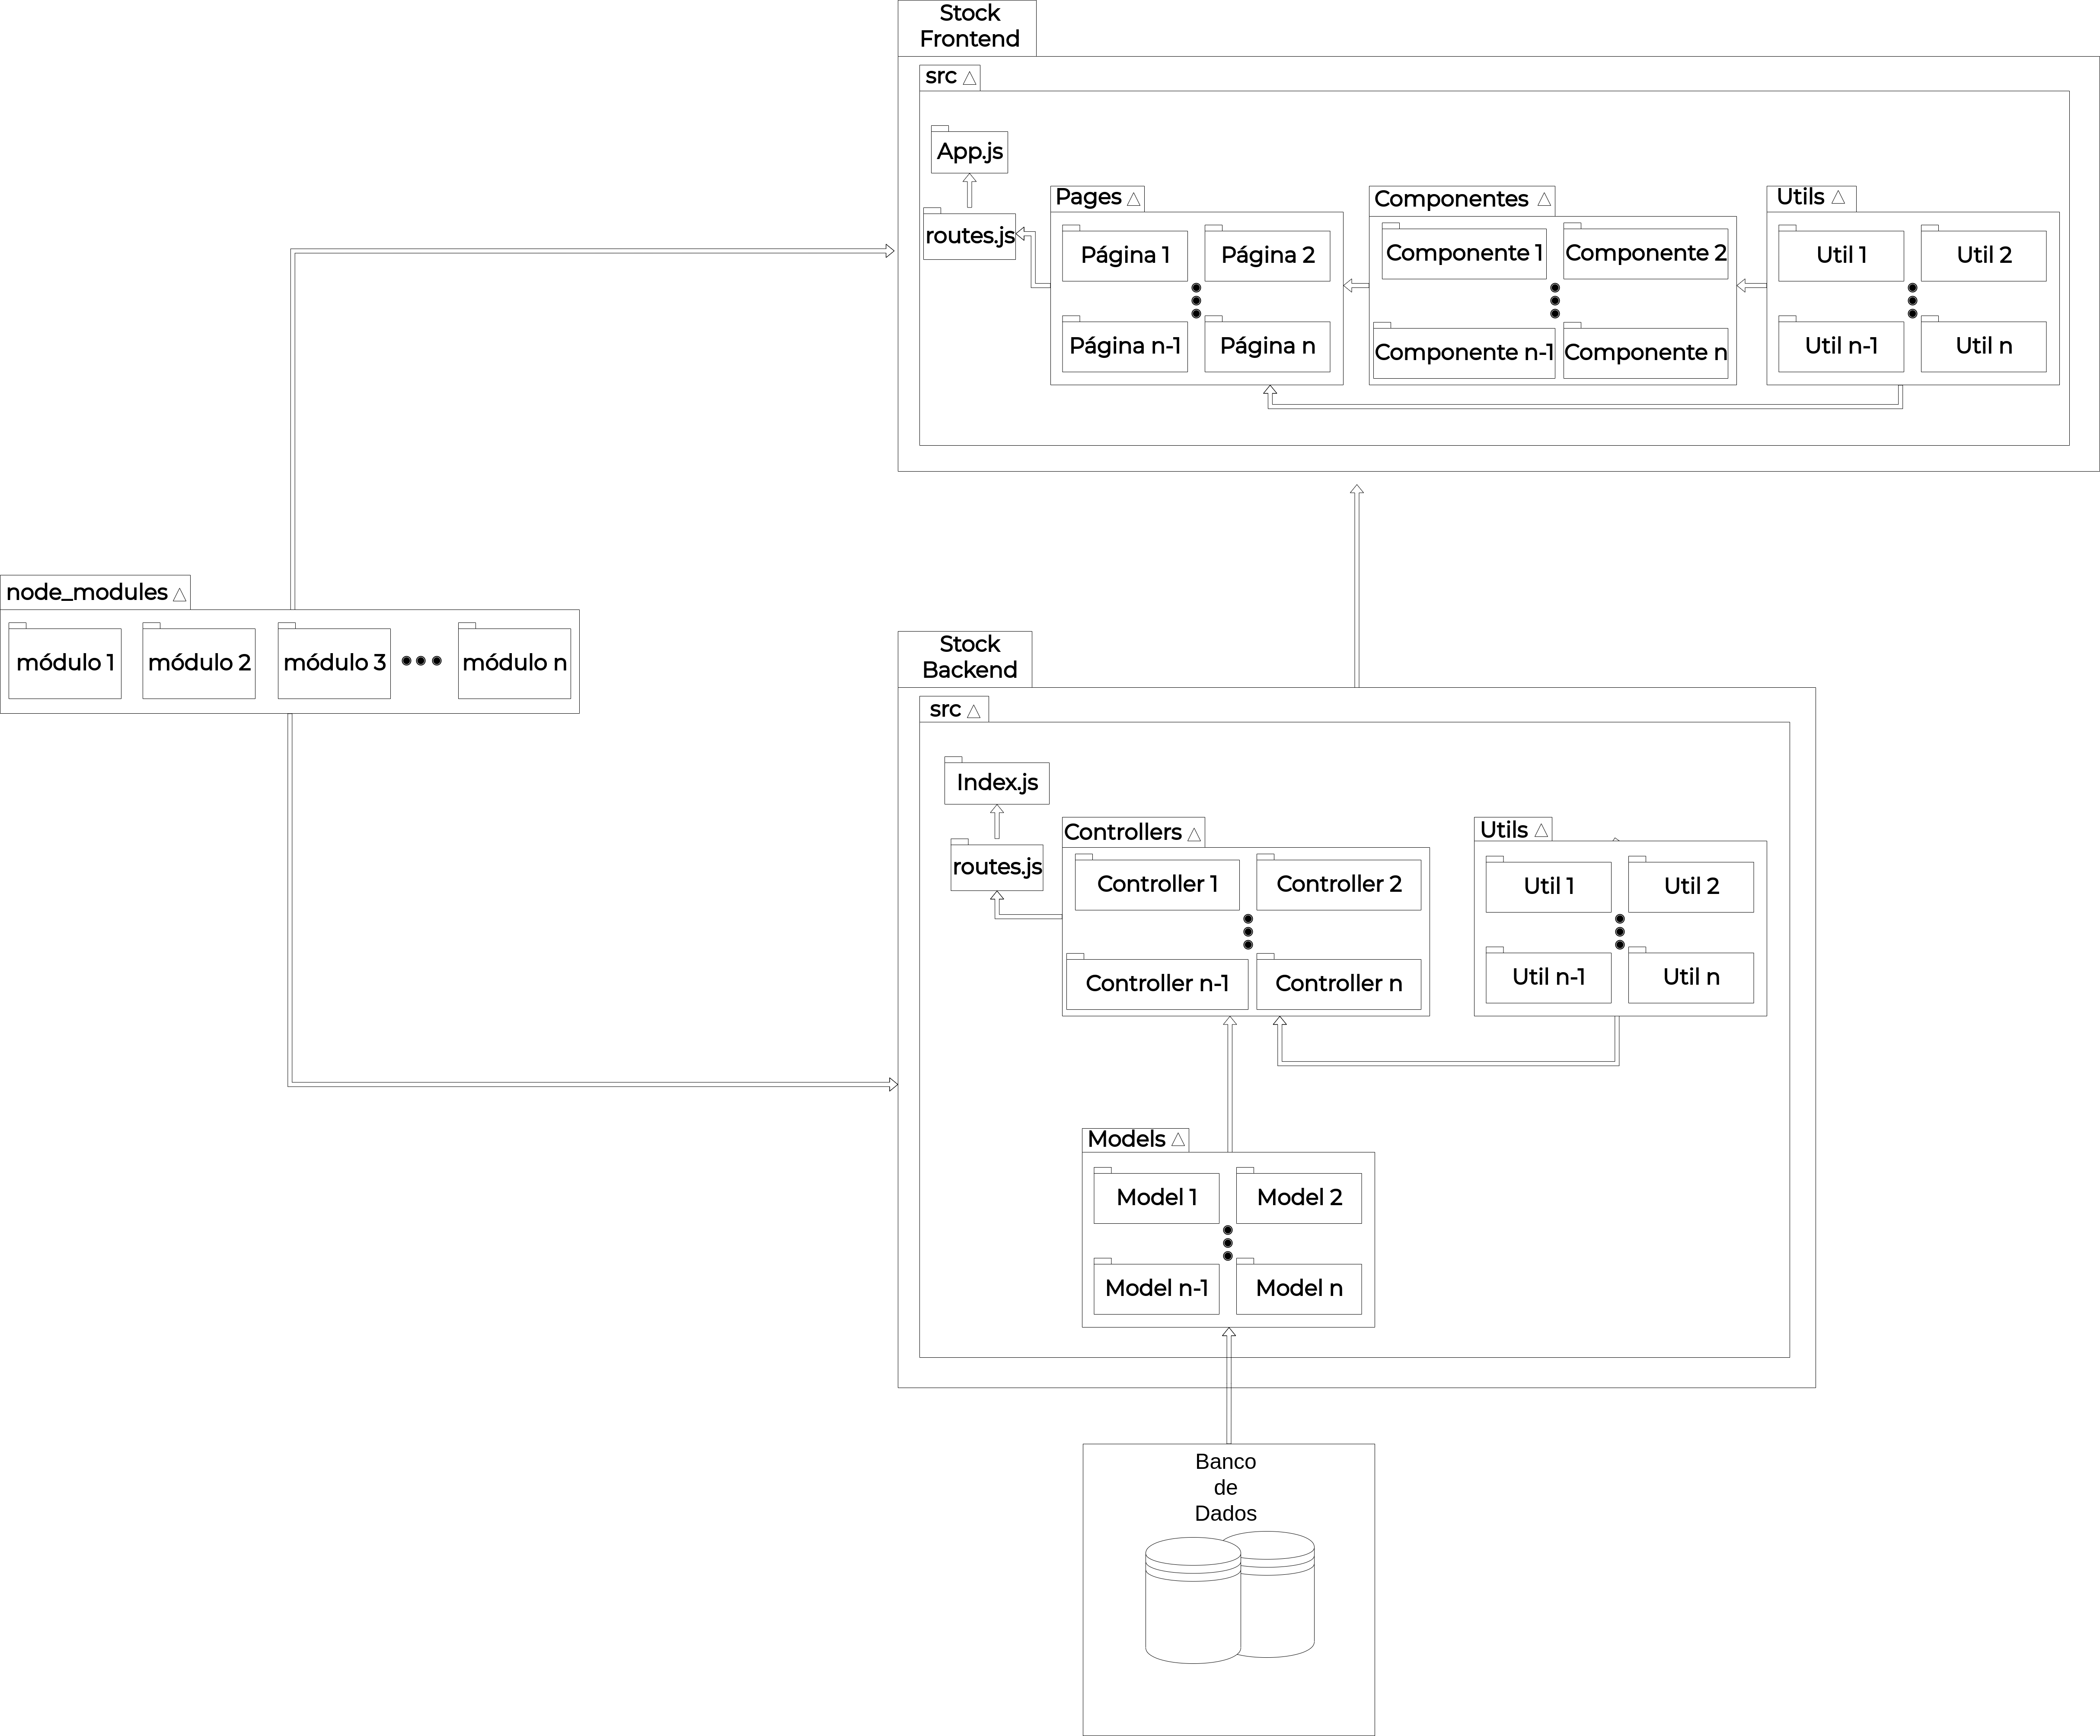 Stock
Frontend
src
App.js
routes.js
Pages
Página 1
Página 2
Página n-1
Página n
Componentes
Componente 1
Componente 2
Componente n-1
Componente n
Utils
Util 1
Util 2
Util n-1
Util n
node_modules
módulo 1
módulo 2
módulo 3
módulo n
Stock
Backend
src
Index.js
routes.js
Controllers
Controller 1
Controller 2
Controller n-1
Controller n
Utils
Util 1
Util 2
Util n-1
Util n
Models
Model 1
Model 2
Model n-1
Model n
Banco
de
Dados